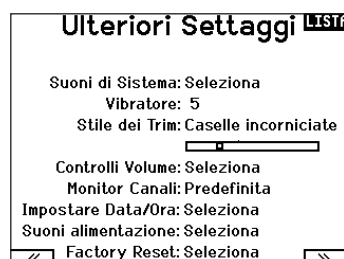 Ulteriori Settaggi
Suoni di Sistema: Seleziona
Vibratore: 5
Stile dei Trim: Caselle incorniciate
Controlli Volume: Seleziona
Monitor Canali: Predefinita
Impostare Data/Ora: Seleziona
Suoni alimentazione: Seleziona
Factory Reset: Seleziona